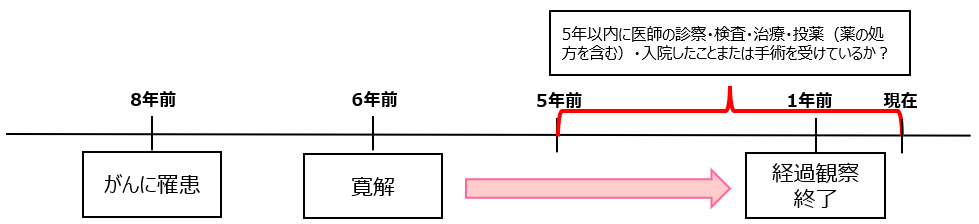 5年以内に医師の診察・検査・治療・投薬（薬の処
方を含む）・入院したことまたは手術を受けているか？
8年前
6年前
5年前
1年前
現在
がんに罹患
寛解
経過観察
終了